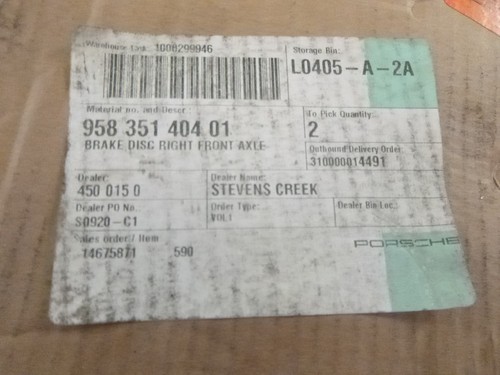 Warehouse Task: 1006299946
Storage Bin:
L0405-A-2A
Material no. and Descr
958 351 404 01
BRAKE DISC RIGHT FRONT AXLE
To Pick Quantity:
2
Outbound Delivery Order
310000014491
Dealer:
450 015 0
Dealer Name:
STEVENS CREEK
Dealer PO No.
S0920-C1
Order Type:
VOL1
Dealer Bin Loc:
Sales order/ Item
14675871 590
PORSCHE